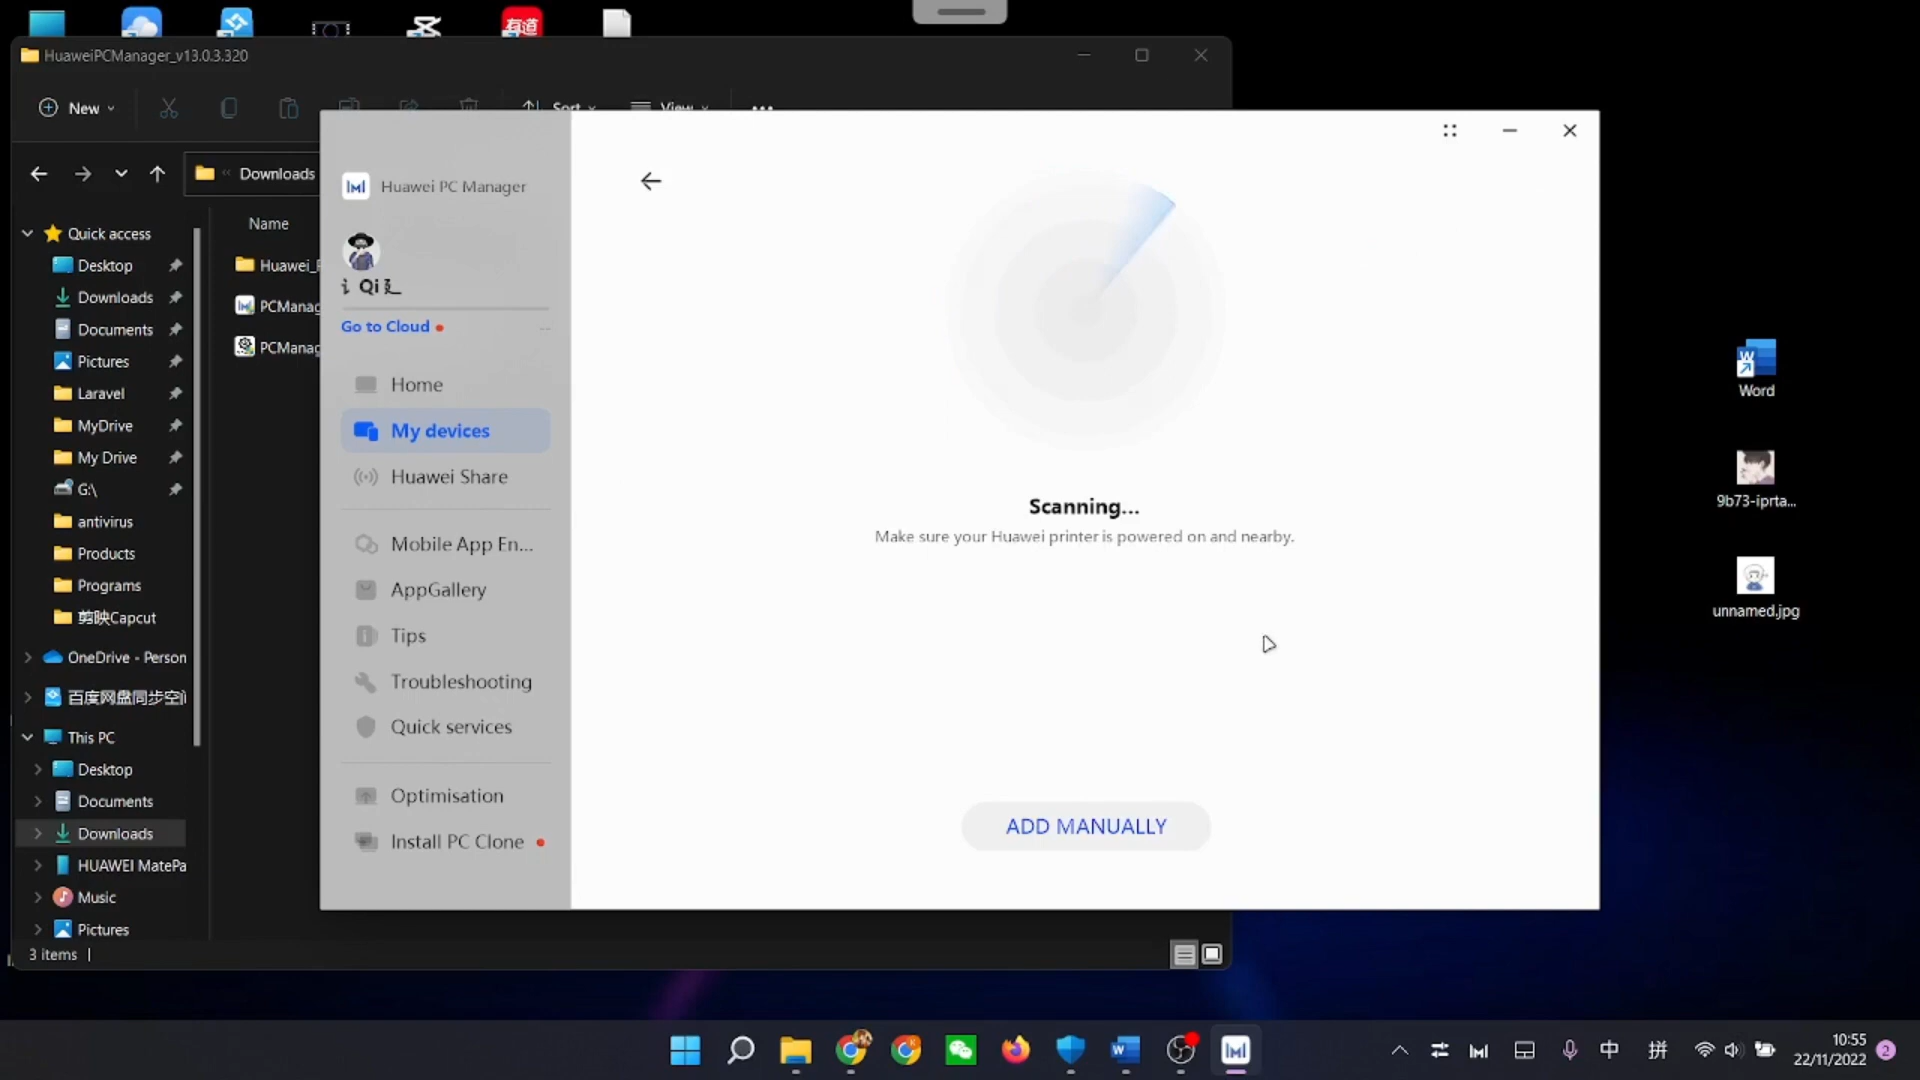 有道
HuaweiPCManager_v13.0.3.320
New
Sort
View
Downloads
Name
Quick access
Desktop
Downloads
Documents
Pictures
Laravel
MyDrive
My Drive
G:\
antivirus
Products
Programs
剪映Capcut
OneDrive - Person
百度网盘同步空
This PC
Desktop
Documents
Downloads
HUAWEI MatePa
Music
Pictures
3 items
Huawei_
PCManag
PCManag
Huawei PC Manager
Qi
Go to Cloud
Home
My devices
Huawei Share
Mobile App En...
AppGallery
Tips
Troubleshooting
Quick services
Optimisation
Install PC Clone
Scanning...
Make sure your Huawei printer is powered on and nearby.
ADD MANUALLY
Word
9b73-iprta...
unnamed.jpg
中
拼
10:55
22/11/2022
2